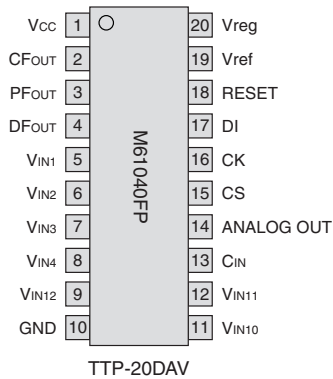 VCC 1 20 Vreg
CFOUT 2 19 Vref
PFOUT 3 18 RESET
DFOUT 4 17 DI
VIN1 5 16 CK
VIN2 6 15 CS
VIN3 7 14 ANALOG OUT
VIN4 8 13 CIN
VIN12 9 12 VIN11
GND 10 11 VIN10
M61040FP
TTP-20DAV